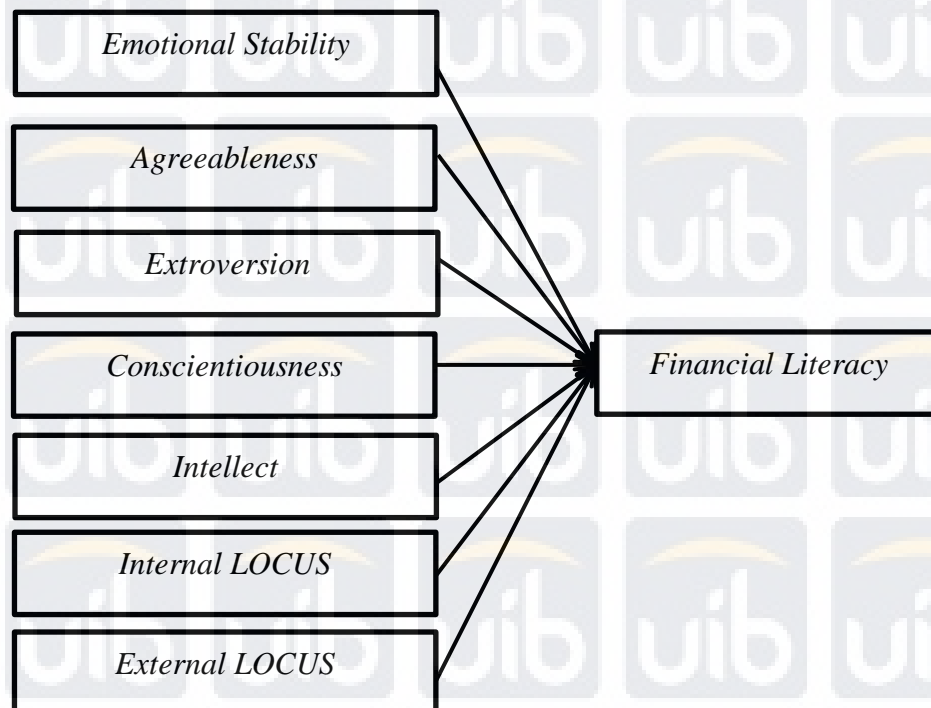 Emotional Stability
Agreeableness
Extroversion
Conscientiousness
Financial Literacy
Intellect
Internal LOCUS
External LOCUS